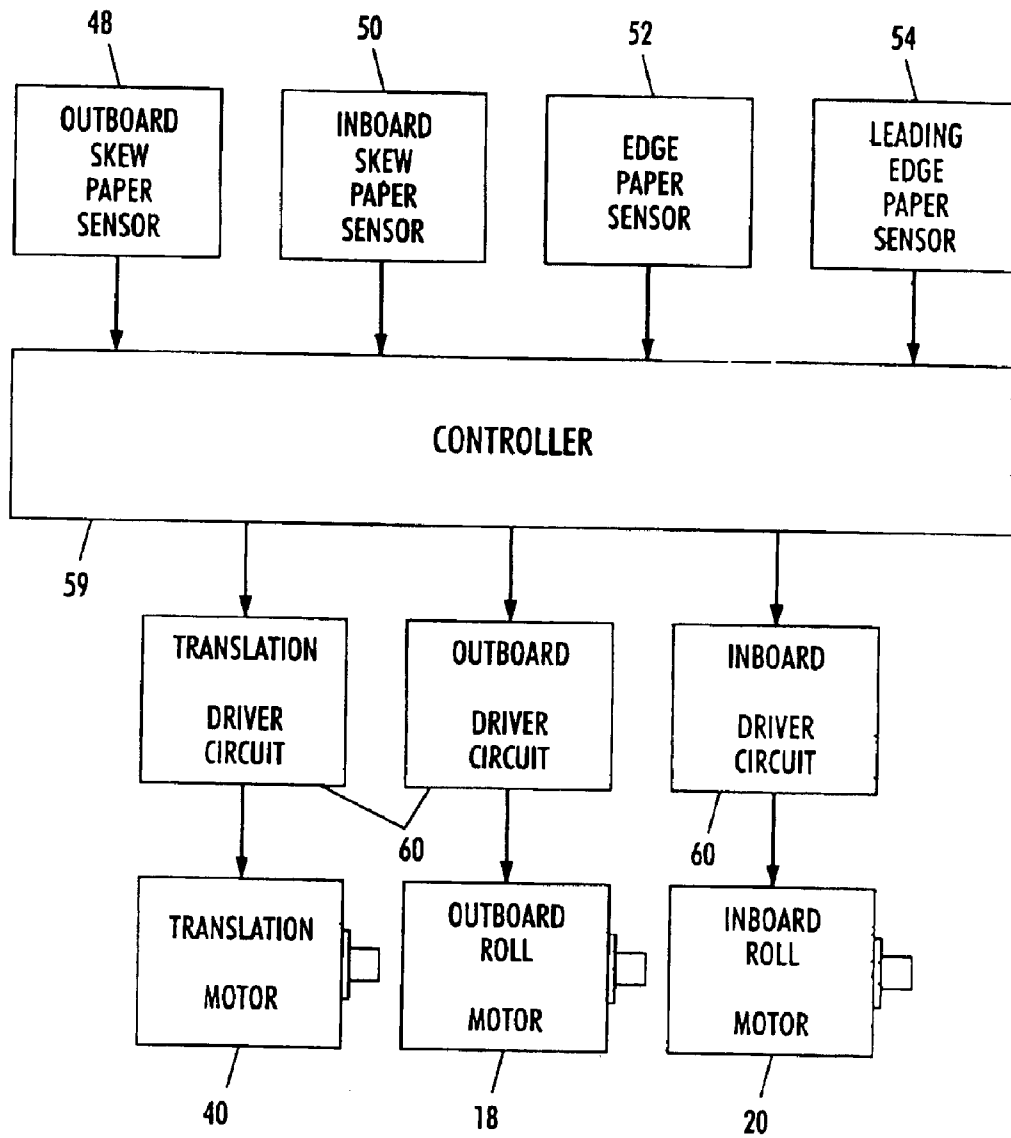 48
50
52
54
OUTBOARD
SKEW
PAPER
SENSOR
INBOARD
SKEW
PAPER
SENSOR
EDGE
PAPER
SENSOR
LEADING
EDGE
PAPER
SENSOR
CONTROLLER
59
TRANSLATION
DRIVER
CIRCUIT
OUTBOARD
DRIVER
CIRCUIT
INBOARD
DRIVER
CIRCUIT
60
60
TRANSLATION
MOTOR
OUTBOARD
ROLL
MOTOR
INBOARD
ROLL
MOTOR
40
18
20